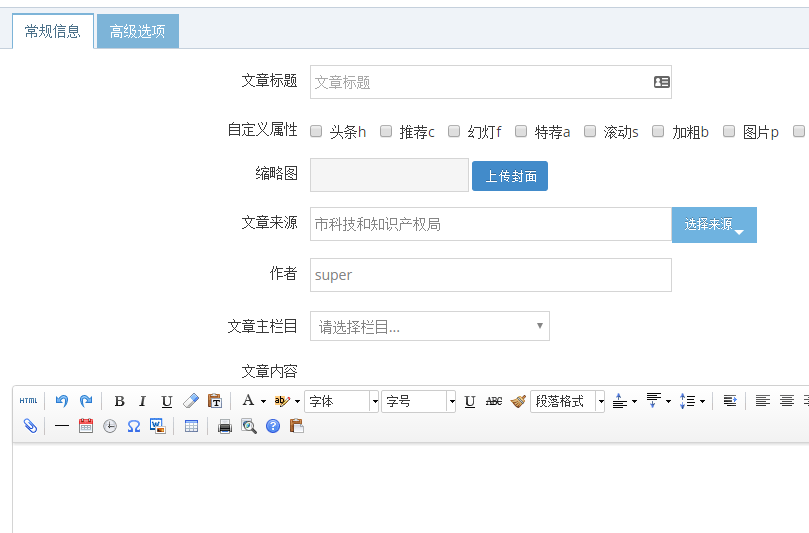 常规信息 高级选项
文章标题 文章标题
自定义属性 头条h 推荐c 幻灯f 特荐a 滚动s 加粗b 图片p
缩略图 上传封面
文章来源 市科技和知识产权局 选择来源
作者 super
文章主栏目 请选择栏目...
文章内容
HTML B I U A ab 字体 字号 U ABC 段落格式